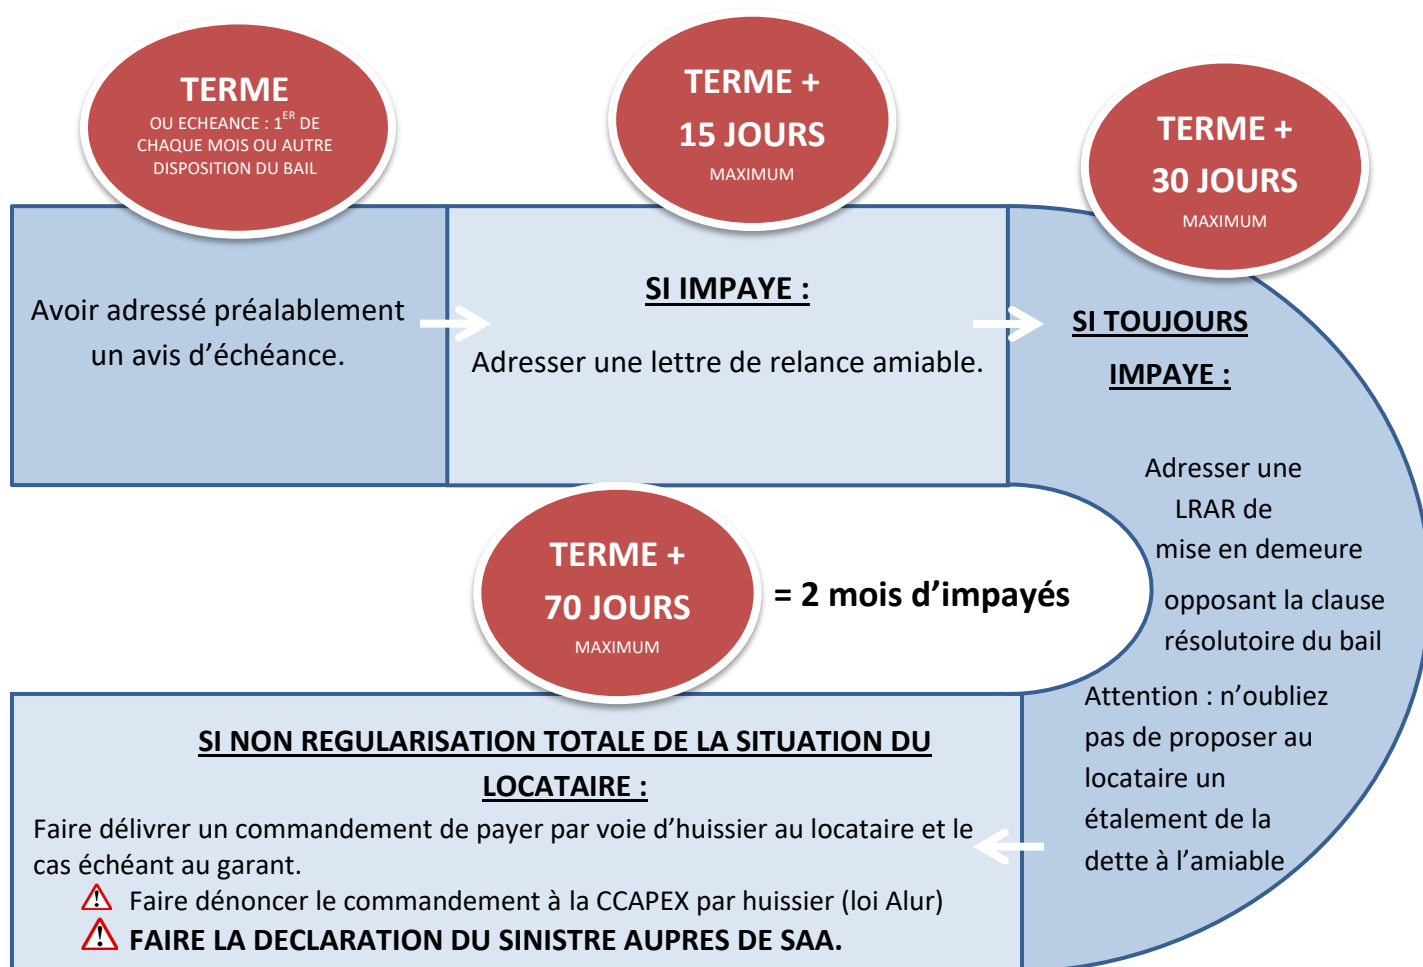 TERME
OU ECHEANCE : 1ER DE
CHAQUE MOIS OU AUTRE
DISPOSITION DU BAIL
Avoir adressé préalablement
un avis d’échéance.
TERME +
15 JOURS
MAXIMUM
SI IMPAYE :
Adresser une lettre de relance amiable.
TERME +
30 JOURS
MAXIMUM
SI TOUJOURS
IMPAYE :
Adresser une
LRAR de
mise en demeure
opposant la clause
résolutoire du bail
Attention : n’oubliez
pas de proposer au
locataire un
étalement de la
dette à l’amiable
TERME +
70 JOURS
MAXIMUM
= 2 mois d’impayés
SI NON REGULARISATION TOTALE DE LA SITUATION DU
LOCATAIRE :
Faire délivrer un commandement de payer par voie d’huissier au locataire et le
cas échéant au garant.
Faire dénoncer le commandement à la CCAPEX par huissier (loi Alur)
FAIRE LA DECLARATION DU SINISTRE AUPRES DE SAA.